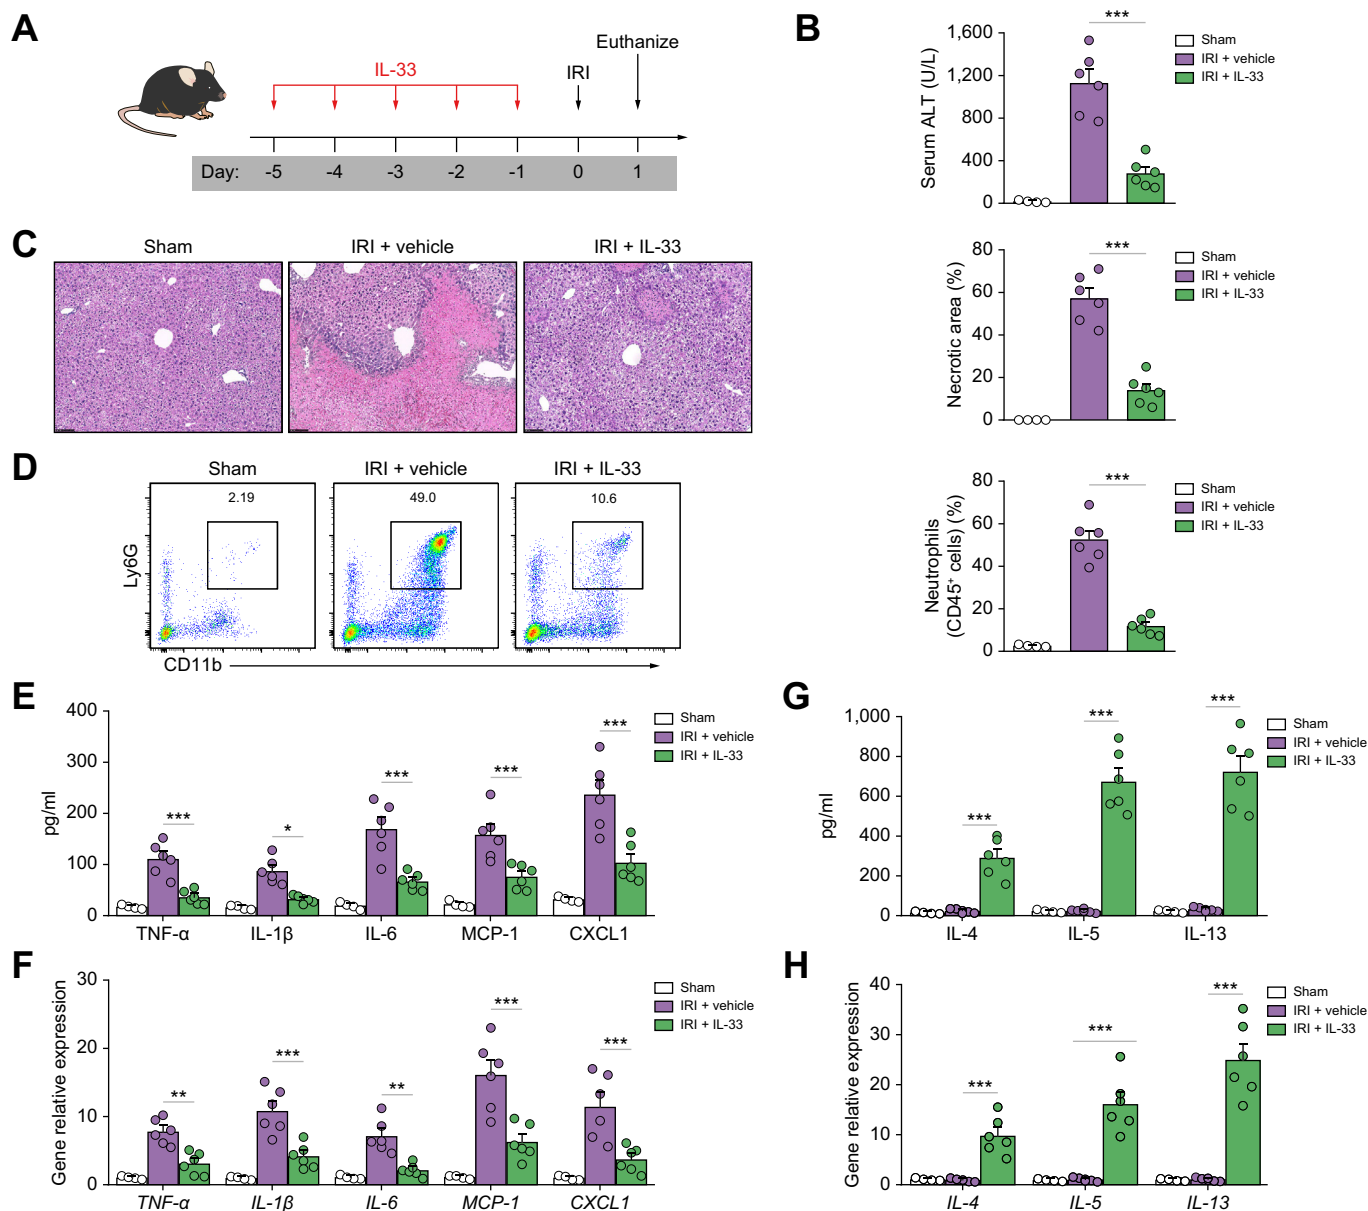 A
IL-33
IRI
Euthanize
Day: -5 -4 -3 -2 -1 0 1
B
Serum ALT (U/L)
1,600
1,200
800
400
0
***
Sham
IRI + vehicle
IRI + IL-33
C
Sham
IRI + vehicle
IRI + IL-33
Necrotic area (%)
80
60
40
20
0
***
Sham
IRI + vehicle
IRI + IL-33
D
Sham
IRI + vehicle
IRI + IL-33
2.19
49.0
10.6
Ly6G
CD11b
Neutrophils
(CD45⁺ cells) (%)
80
60
40
20
0
***
Sham
IRI + vehicle
IRI + IL-33
E
pg/ml
400
300
200
100
0
***
*
***
***
***
TNF-α IL-1β IL-6 MCP-1 CXCL1
Sham
IRI + vehicle
IRI + IL-33
G
pg/ml
1,000
800
600
400
200
0
***
***
***
IL-4 IL-5 IL-13
Sham
IRI + vehicle
IRI + IL-33
F
Gene relative expression
30
20
10
0
**
***
**
***
***
TNF-α IL-1β IL-6 MCP-1 CXCL1
Sham
IRI + vehicle
IRI + IL-33
H
Gene relative expression
40
30
20
10
0
***
***
***
IL-4 IL-5 IL-13
Sham
IRI + vehicle
IRI + IL-33